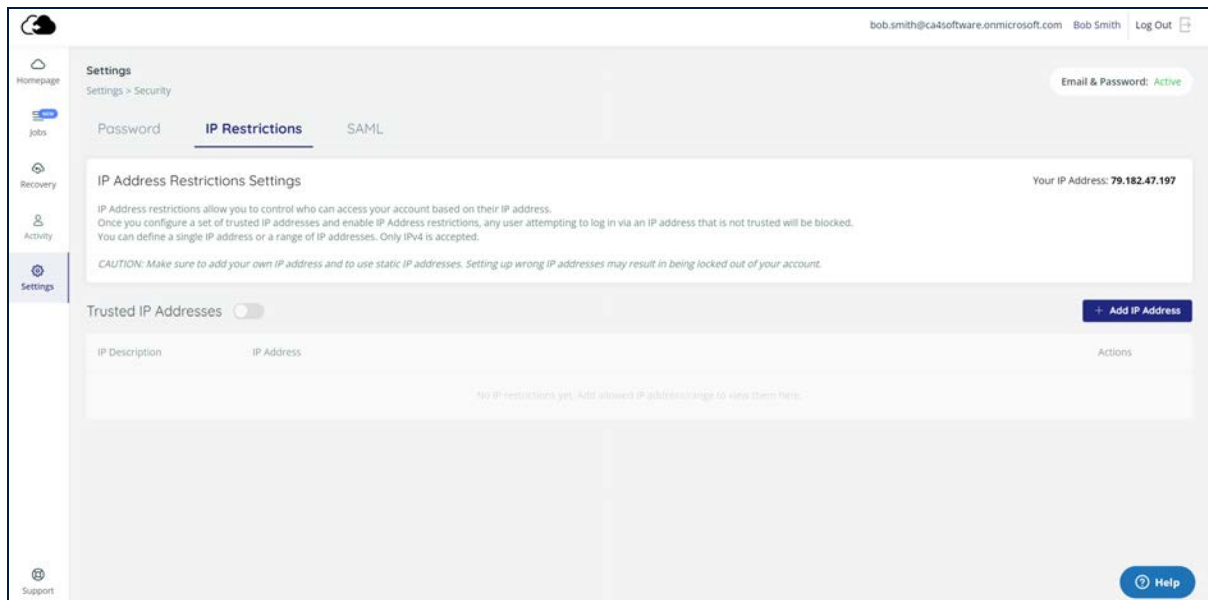 bob.smith@ca4software.onmicrosoft.com Bob Smith Log Out
Homepage
NEW
Jobs
Recovery
Activity
Settings
Support
Settings
Settings > Security
Email & Password: Active
Password IP Restrictions SAML
IP Address Restrictions Settings
Your IP Address: 79.182.47.197
IP Address restrictions allow you to control who can access your account based on their IP address.
Once you configure a set of trusted IP addresses and enable IP Address restrictions, any user attempting to log in via an IP address that is not trusted will be blocked.
You can define a single IP address or a range of IP addresses. Only IPv4 is accepted.
CAUTION: Make sure to add your own IP address and to use static IP addresses. Setting up wrong IP addresses may result in being locked out of your account.
Trusted IP Addresses
+ Add IP Address
IP Description IP Address Actions
No IP restrictions yet. Add allowed IP address/range to view them here.
Help